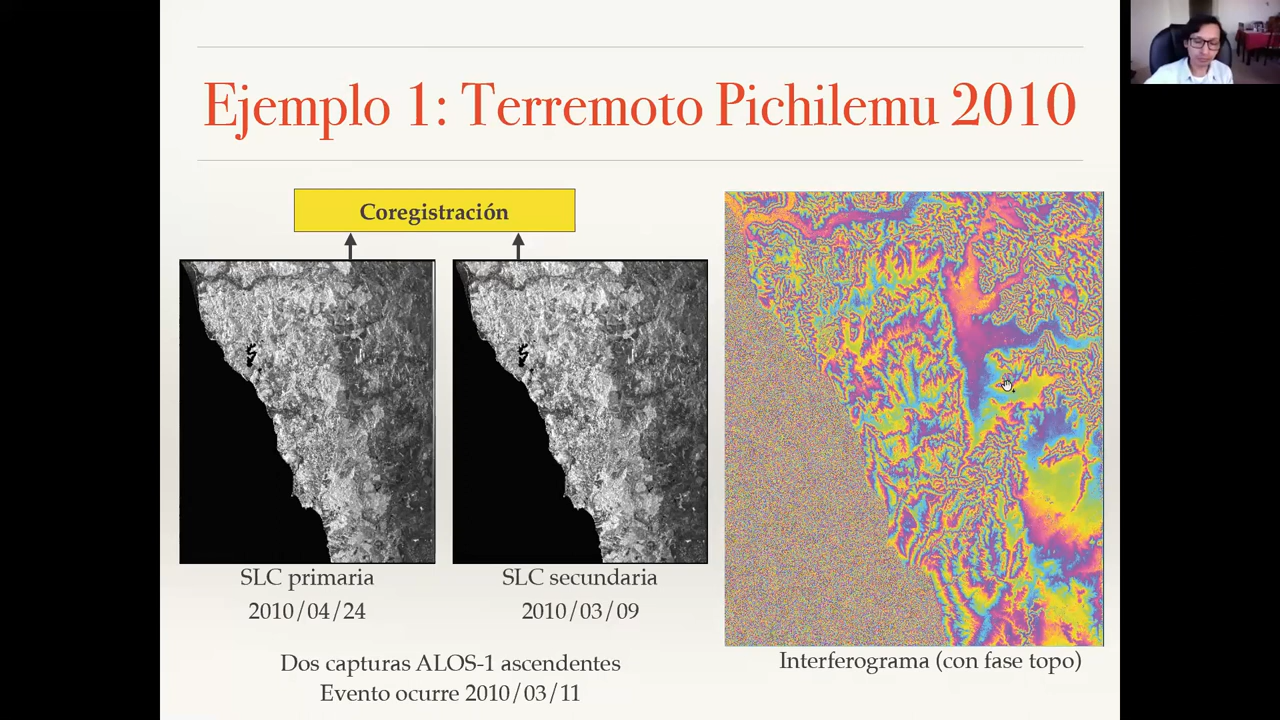 Ejemplo 1: Terremoto Pichilemu 2010
Coregistración
SLC primaria
2010/04/24
SLC secundaria
2010/03/09
Dos capturas ALOS-1 ascendentes
Evento ocurre 2010/03/11
Interferograma (con fase topo)